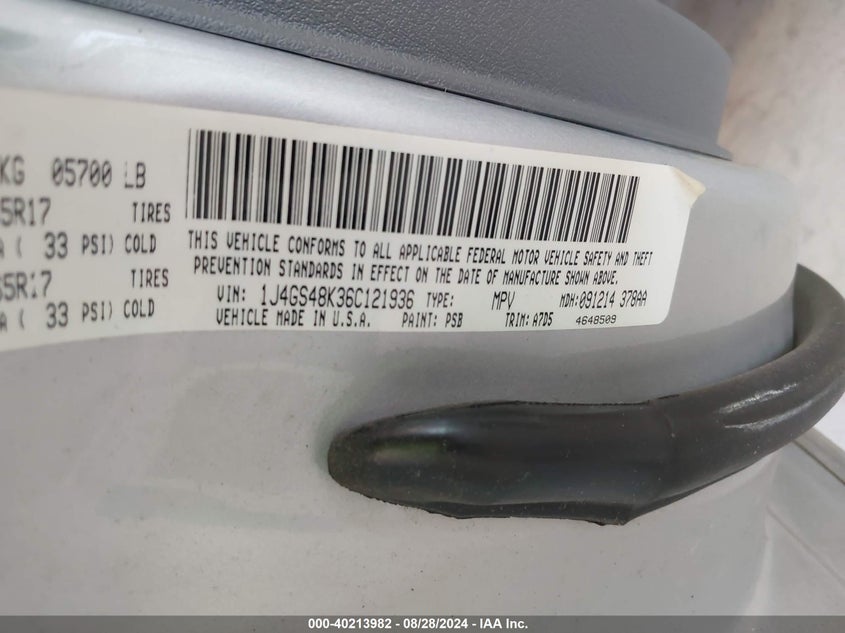 KG 05700 LB
5R17 TIRES
( 33 PSI) COLD
65R17 TIRES
A ( 33 PSI) COLD
THIS VEHICLE CONFORMS TO ALL APPLICABLE FEDERAL MOTOR VEHICLE SAFETY AND THEFT
PREVENTION STANDARDS IN EFFECT ON THE DATE OF MANUFACTURE SHOWN ABOVE.
VIN: 1J4GS48K36C121936 TYPE: MPV MDH:091214 378AA
VEHICLE MADE IN U.S.A. PAINT: PSB TRIM: A7D5 4648509
000-40213982 - 08/28/2024 - IAA Inc.